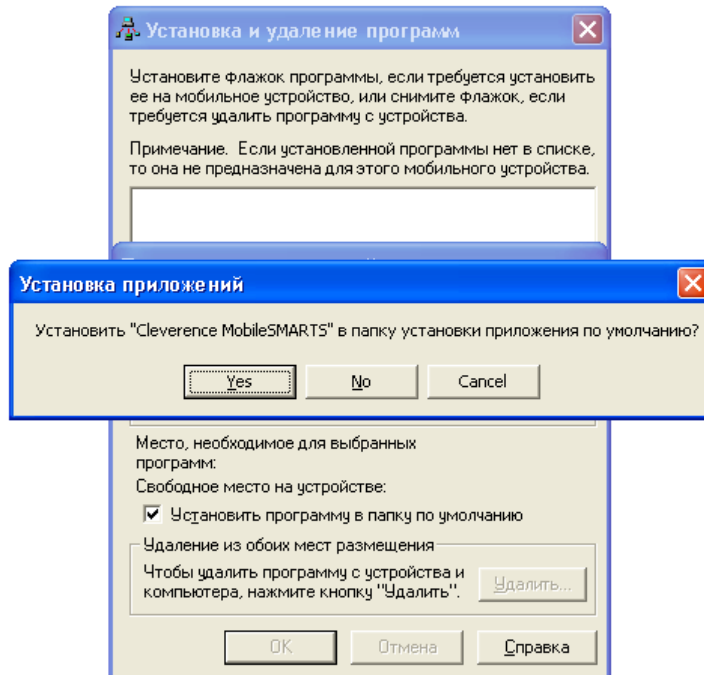 Установка и удаление программ
Установите флажок программы, если требуется установить
ее на мобильное устройство, или снимите флажок, если
требуется удалить программу с устройства.
Примечание. Если установленной программы нет в списке,
то она не предназначена для этого мобильного устройства.
Установка приложений
Установить "Cleverence MobileSMARTS" в папку установки приложения по умолчанию?
Yes No Cancel
Место, необходимое для выбранных
программ:
Свободное место на устройстве:
Установить программу в папку по умолчанию
Удаление из обоих мест размещения
Чтобы удалить программу с устройства и
компьютера, нажмите кнопку "Удалить".
Удалить...
OK Отмена Справка